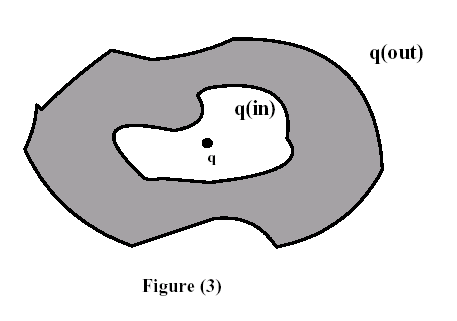 q(out)
q(in)
q
Figure (3)